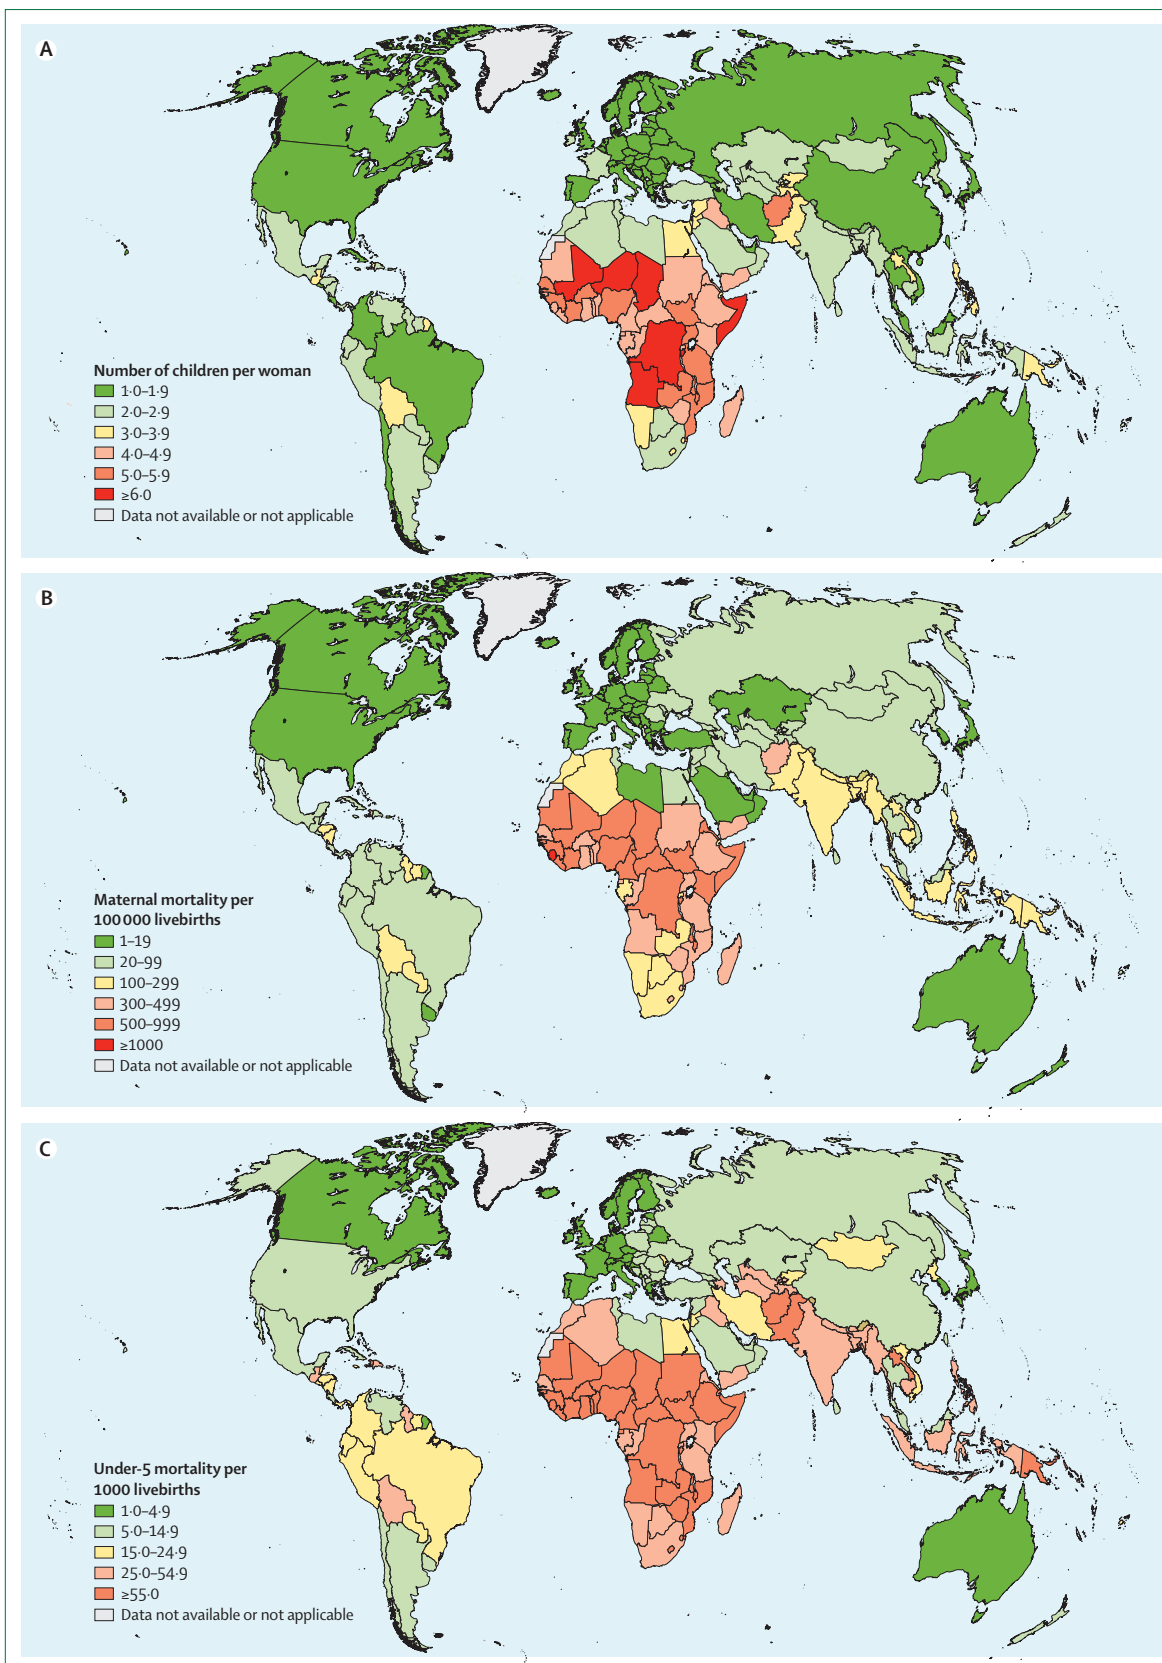 A
Number of children per woman
1·0–1·9
2·0–2·9
3·0–3·9
4·0–4·9
5·0–5·9
≥6·0
Data not available or not applicable
B
Maternal mortality per
100 000 livebirths
1–19
20–99
100–299
300–499
500–999
≥1000
Data not available or not applicable
C
Under-5 mortality per
1000 livebirths
1·0–4·9
5·0–14·9
15·0–24·9
25·0–54·9
≥55·0
Data not available or not applicable